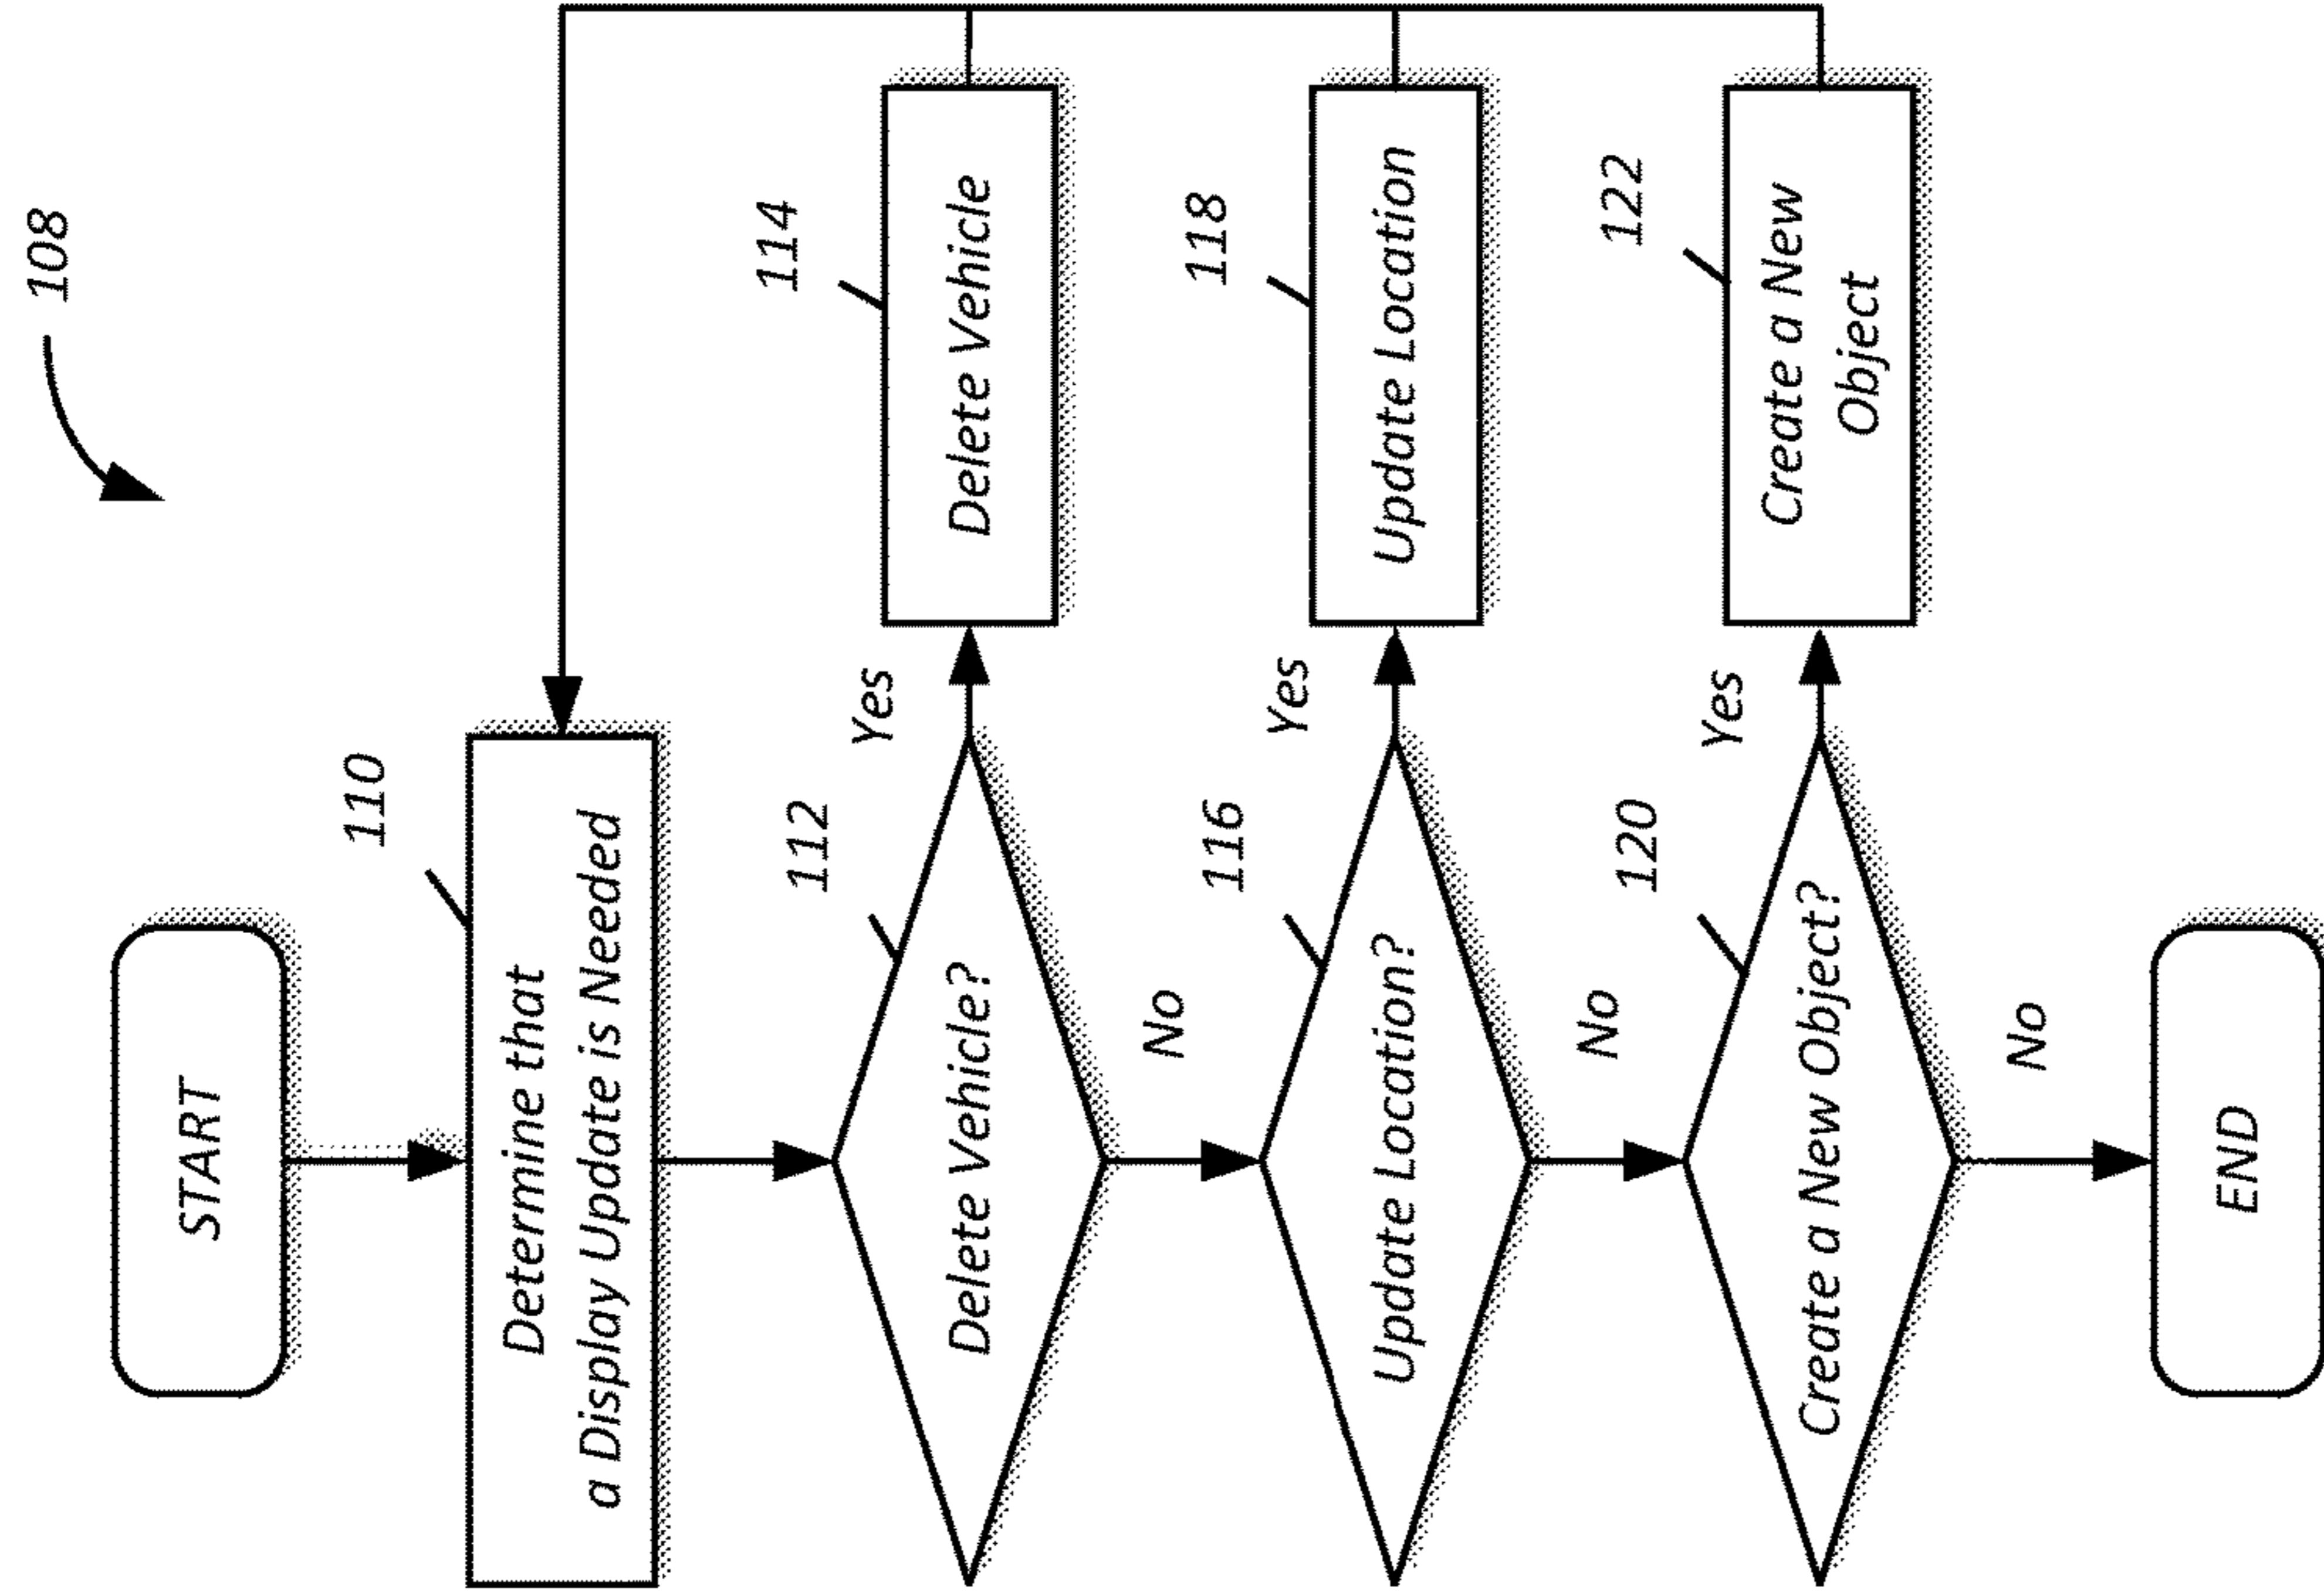 108
START
110
Determine that
a Display Update is Needed
112
Delete Vehicle?
Yes
114
Delete Vehicle
No
116
Update Location?
Yes
118
Update Location
No
120
Create a New Object?
Yes
122
Create a New
Object
No
END